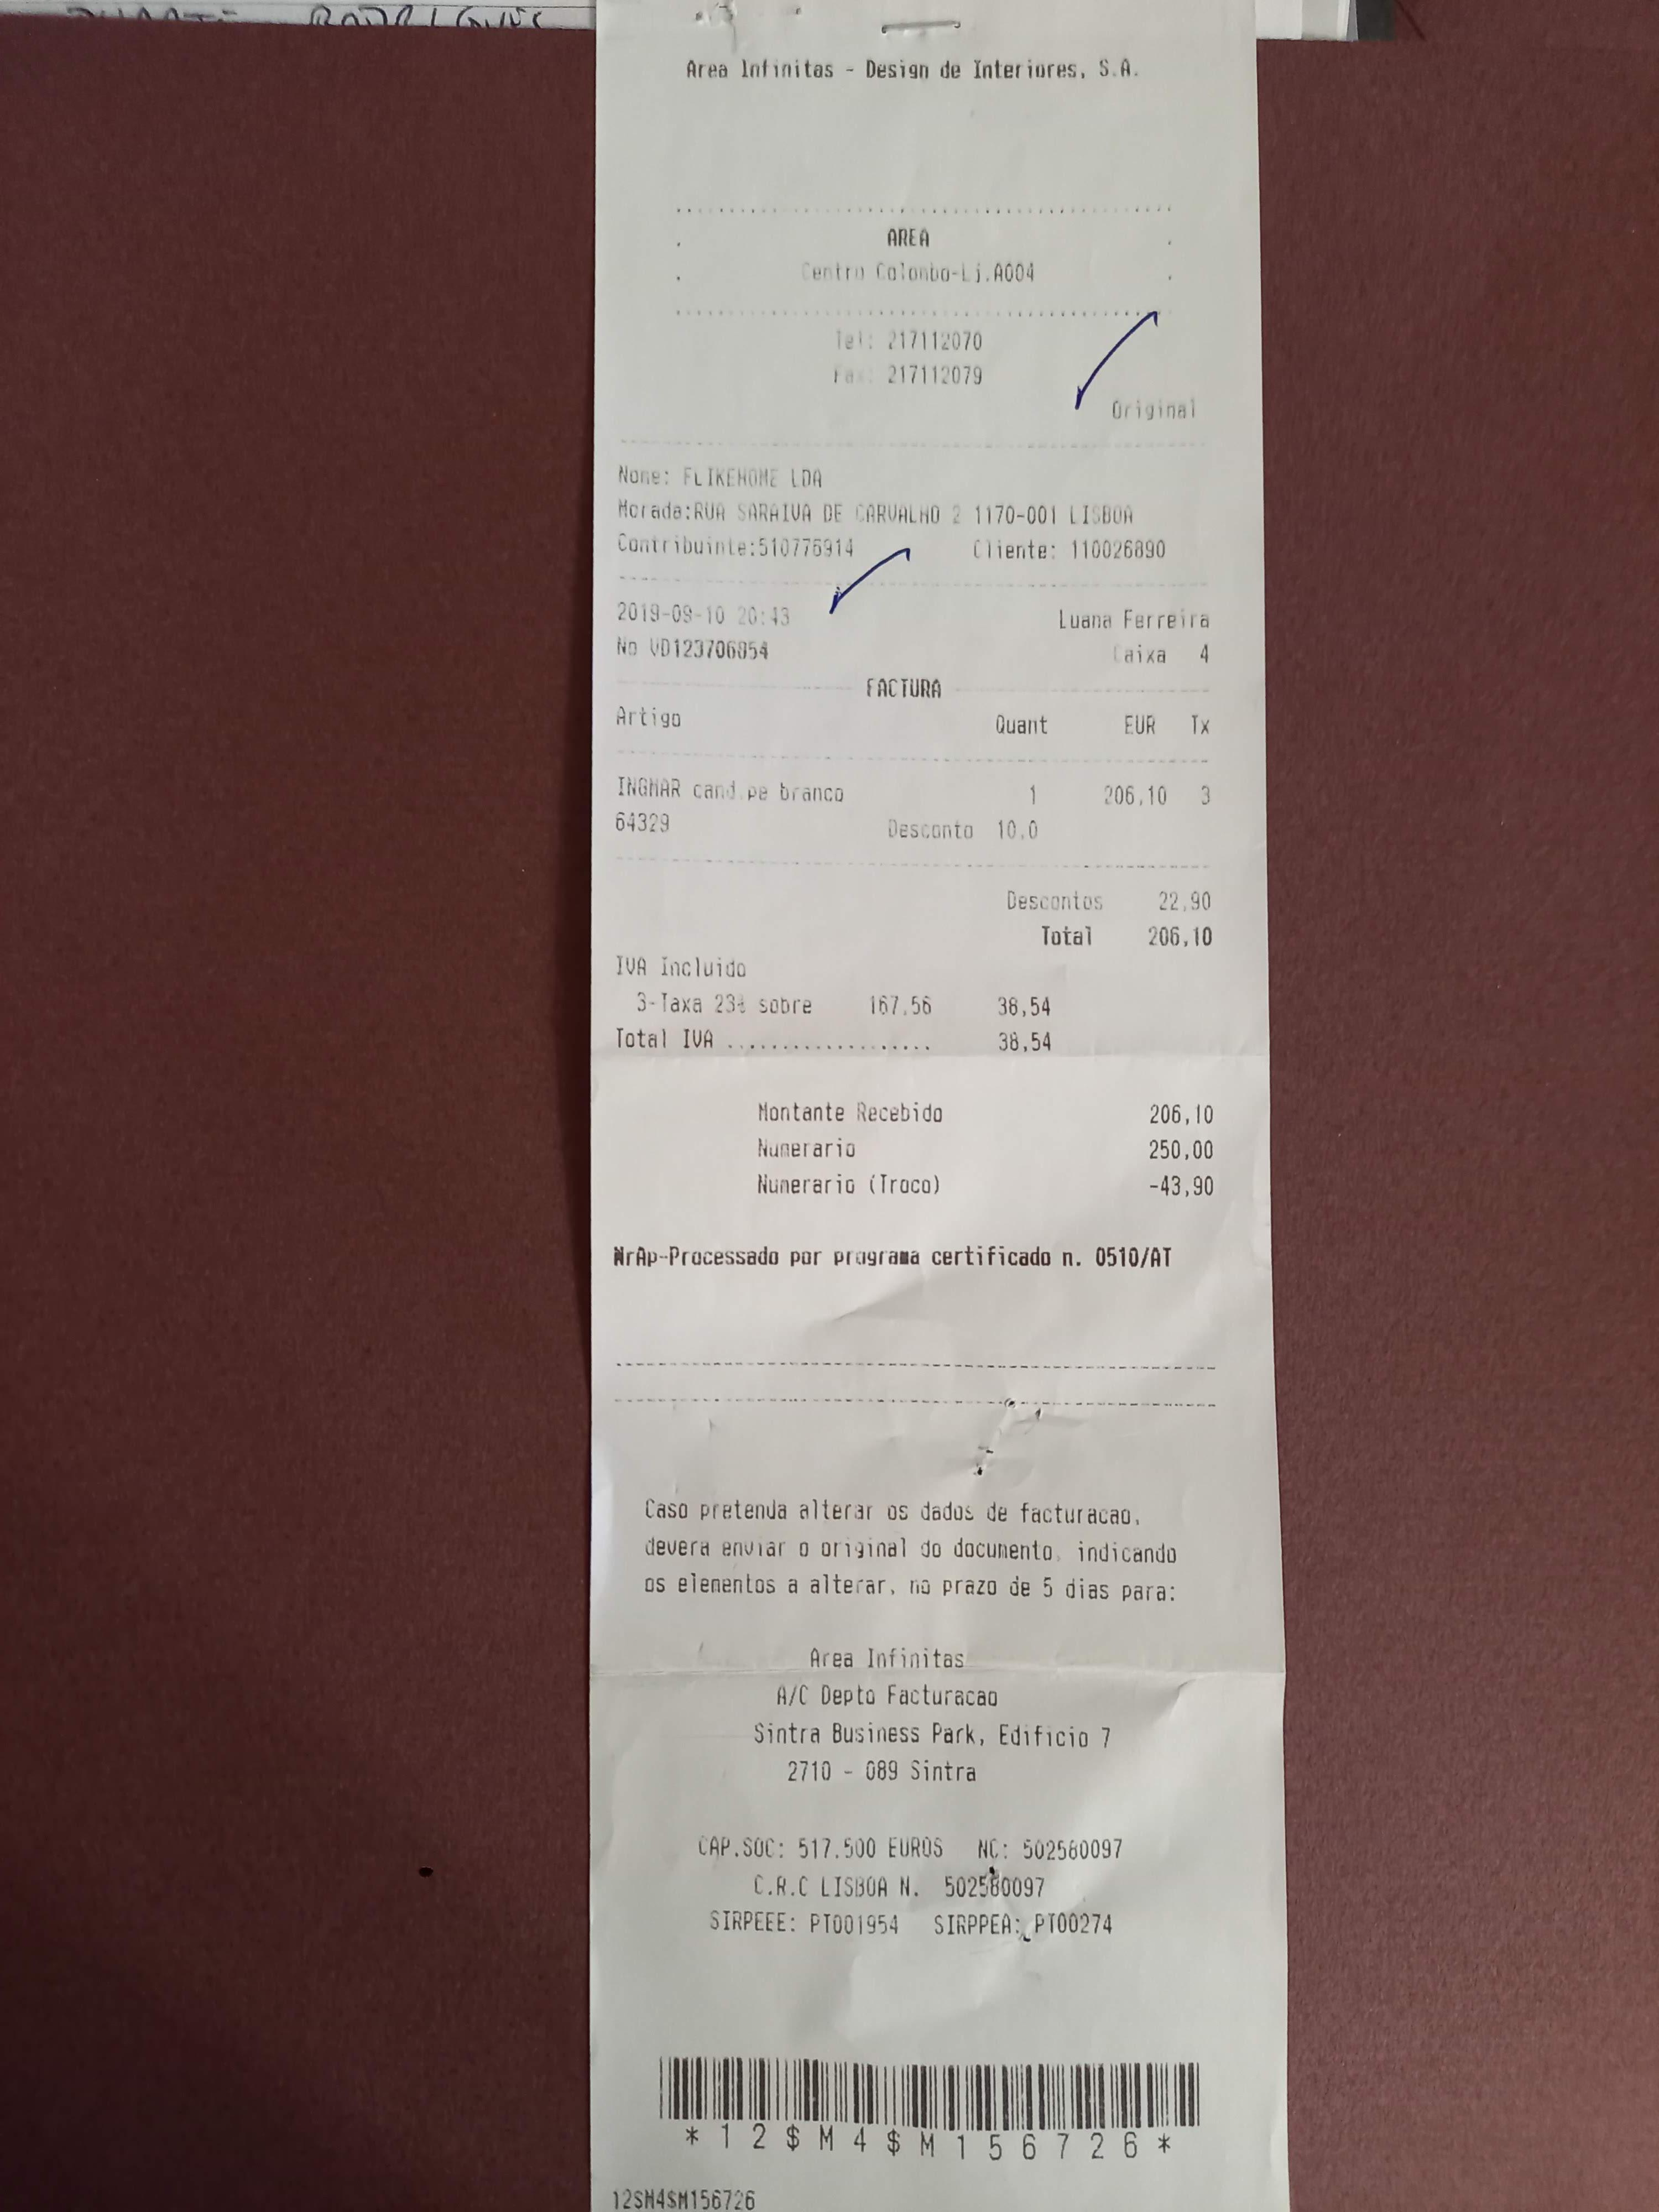 RODRIGUES
Area Infinitas - Design de Interiores, S.A.
AREA
Centro Colombo-Lj.A004
Tel: 217112070
Fax: 217112079
Original
Nome: FLIKEHOME LDA
Morada:RUA SARAIVA DE CARVALHO 2 1170-001 LISBOA
Contribuinte:510776914 Cliente: 110026890
2019-09-10 20:43 Luana Ferreira
No VD123706854 Caixa 4
FACTURA
Artigo Quant EUR Tx
INGMAR cand.pe branco 1 206,10 3
64329 Desconto 10.0
Descontos 22,90
Total 206,10
IVA Incluido
3-Taxa 23% sobre 167,56 38,54
Total IVA ................... 38,54
Montante Recebido 206,10
Numerario 250,00
Numerario (Troco) -43,90
NrAp-Processado por programa certificado n. 0510/AT
Caso pretenda alterar os dados de facturacao,
devera enviar o original do documento, indicando
os elementos a alterar, no prazo de 5 dias para:
Area Infinitas
A/C Depto Facturacao
Sintra Business Park, Edificio 7
2710 - 089 Sintra
CAP.SOC: 517.500 EUROS NC: 502580097
C.R.C LISBOA N. 502580097
SIRPEEE: PT001954 SIRPPEA: PT00274
*12$M4$M156726*
12$M4$M156726